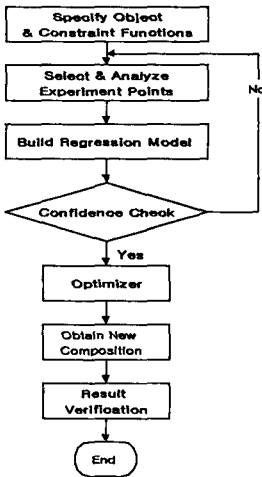 Specify Object
& Constraint Functions
Select & Analyze
Experiment Points
No
Build Regression Model
Confidence Check
Yes
Optimizer
Obtain New
Composition
Result
Verification
End